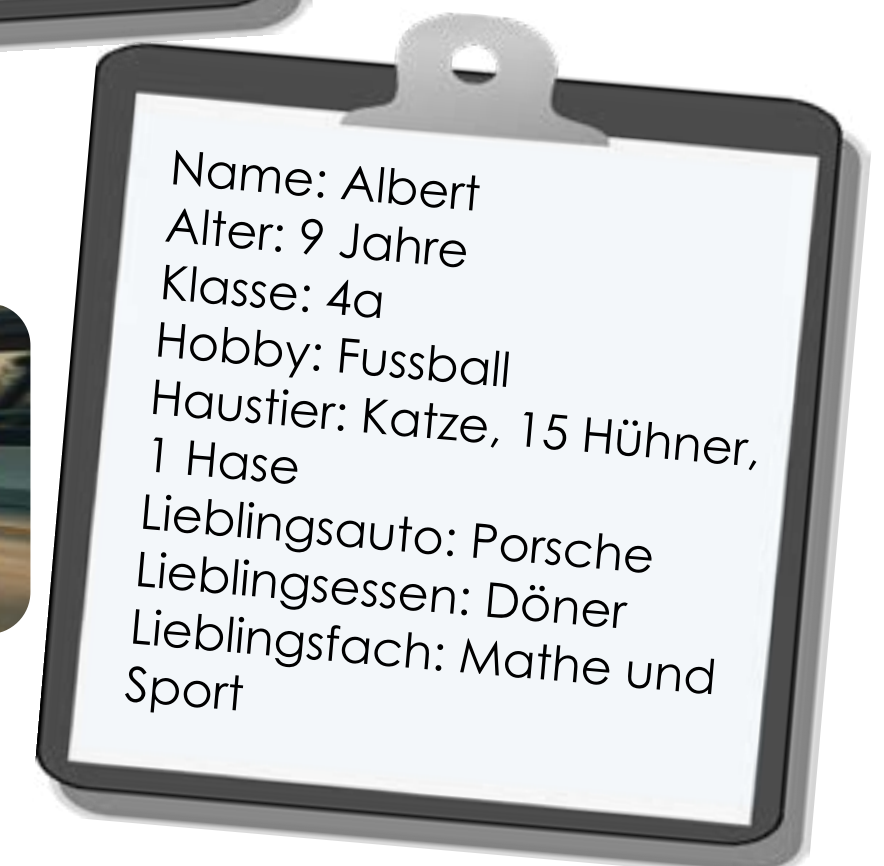 Name: Albert
Alter: 9 Jahre
Klasse: 4a
Hobby: Fussball
Haustier: Katze, 15 Hühner,
1 Hase
Lieblingsauto: Porsche
Lieblingsessen: Döner
Lieblingsfach: Mathe und
Sport